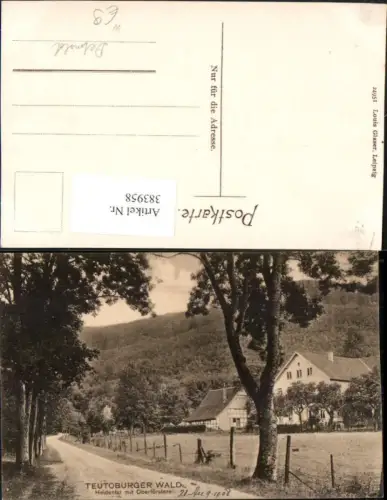 Postkarte.
Nur für die Adresse.
Artikel Nr.
383958
Louis Glaser, Leipzig
TEUTOBURGER WALD
Heidental mit Oberförsterei